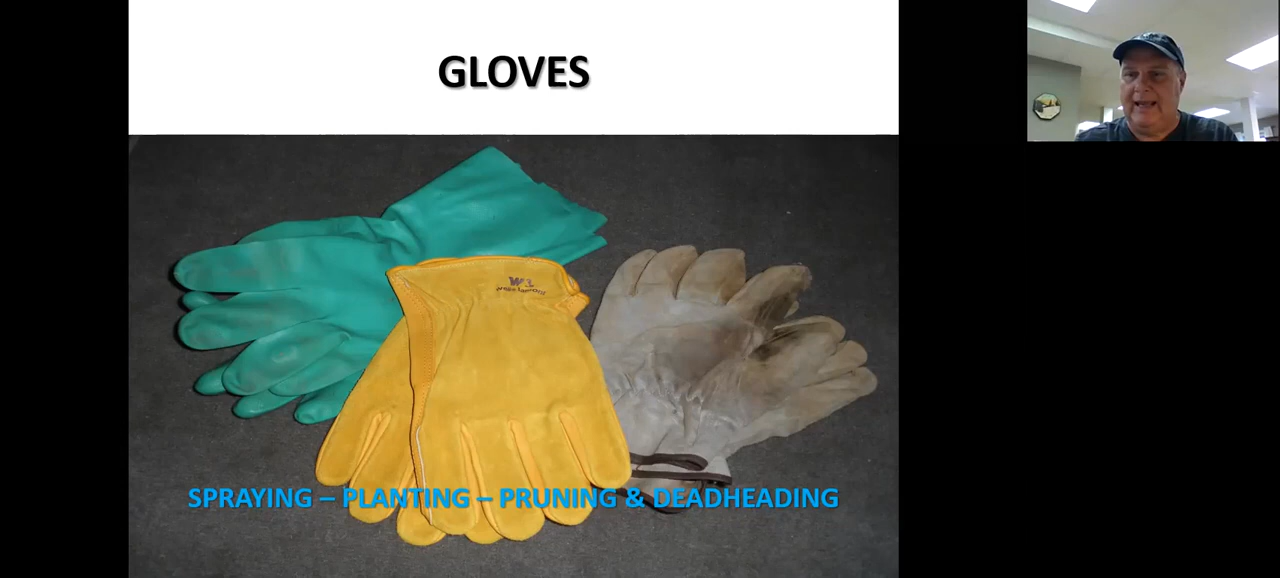 GLOVES
SPRAYING – PLANTING – PRUNING & DEADHEADING